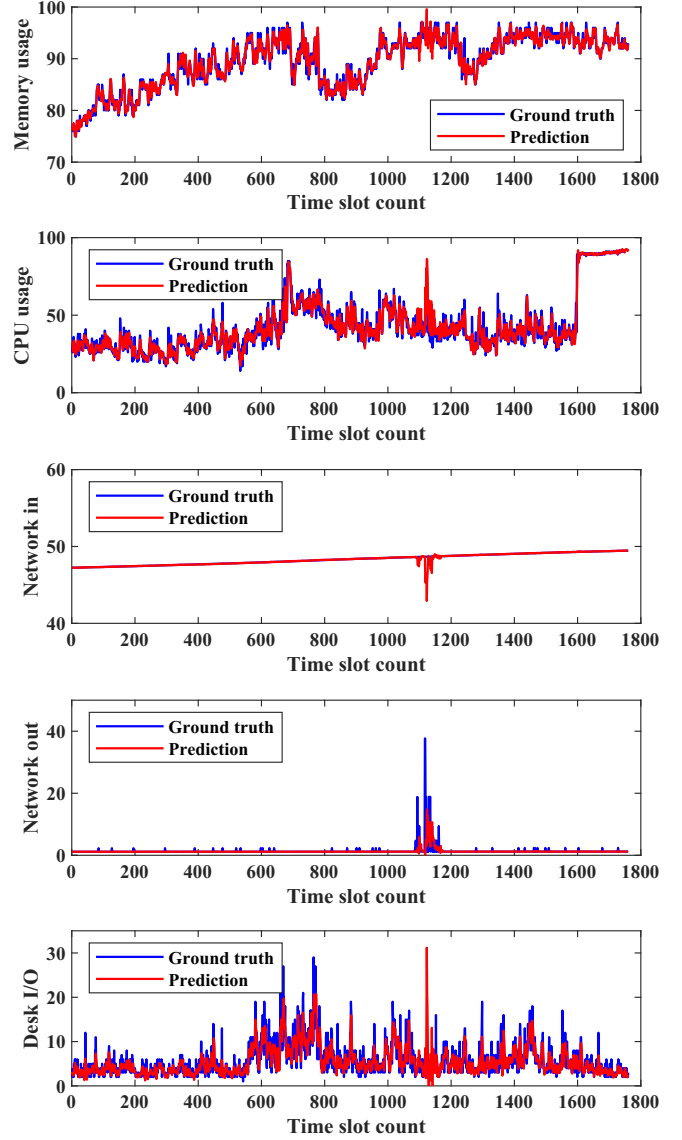 100
90
80
70
Memory usage
Ground truth
Prediction
0 200 400 600 800 1000 1200 1400 1600 1800
Time slot count
100
50
0
CPU usage
Ground truth
Prediction
0 200 400 600 800 1000 1200 1400 1600 1800
Time slot count
60
50
40
Network in
Ground truth
Prediction
0 200 400 600 800 1000 1200 1400 1600 1800
Time slot count
40
20
0
Network out
Ground truth
Prediction
0 200 400 600 800 1000 1200 1400 1600 1800
Time slot count
30
20
10
0
Desk I/O
Ground truth
Prediction
0 200 400 600 800 1000 1200 1400 1600 1800
Time slot count